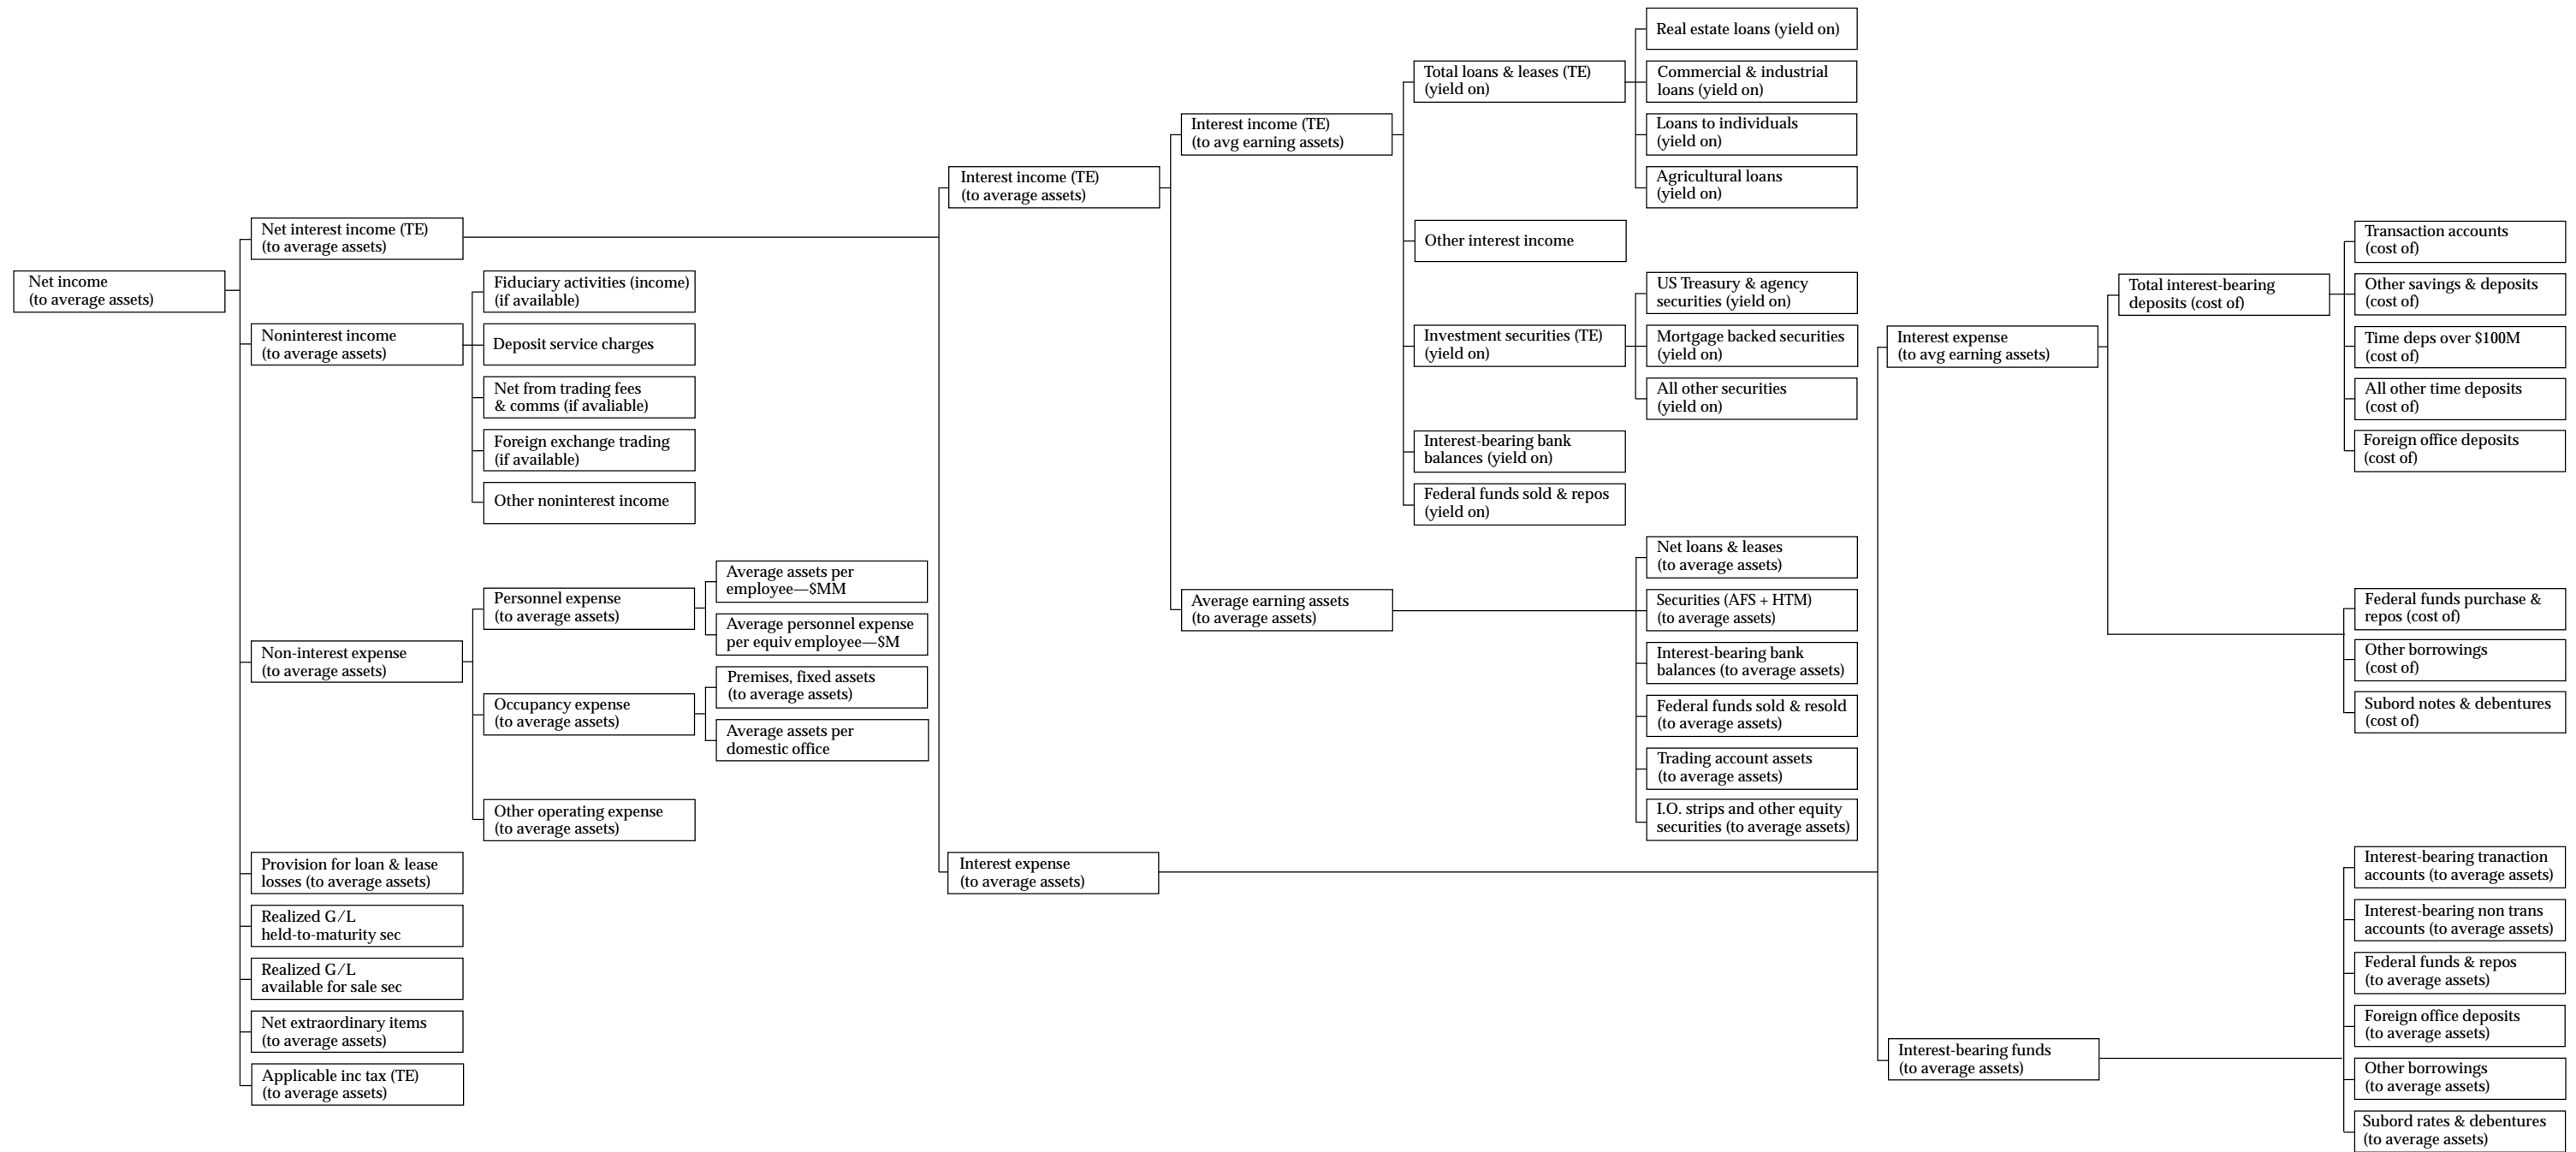 Net income
(to average assets)
Net interest income (TE)
(to average assets)
Noninterest income
(to average assets)
Non-interest expense
(to average assets)
Provision for loan & lease
losses (to average assets)
Realized G/L
held-to-maturity sec
Realized G/L
available for sale sec
Net extraordinary items
(to average assets)
Applicable inc tax (TE)
(to average assets)
Fiduciary activities (income)
(if available)
Deposit service charges
Net from trading fees
& comms (if avaliable)
Foreign exchange trading
(if available)
Other noninterest income
Personnel expense
(to average assets)
Occupancy expense
(to average assets)
Other operating expense
(to average assets)
Average assets per
employee—$MM
Average personnel expense
per equiv employee—$M
Premises, fixed assets
(to average assets)
Average assets per
domestic office
Interest income (TE)
(to average assets)
Interest expense
(to average assets)
Interest income (TE)
(to avg earning assets)
Average earning assets
(to average assets)
Total loans & leases (TE)
(yield on)
Other interest income
Investment securities (TE)
(yield on)
Interest-bearing bank
balances (yield on)
Federal funds sold & repos
(yield on)
Real estate loans (yield on)
Commercial & industrial
loans (yield on)
Loans to individuals
(yield on)
Agricultural loans
(yield on)
US Treasury & agency
securities (yield on)
Mortgage backed securities
(yield on)
All other securities
(yield on)
Net loans & leases
(to average assets)
Securities (AFS + HTM)
(to average assets)
Interest-bearing bank
balances (to average assets)
Federal funds sold & resold
(to average assets)
Trading account assets
(to average assets)
I.O. strips and other equity
securities (to average assets)
Interest expense
(to avg earning assets)
Interest-bearing funds
(to average assets)
Total interest-bearing
deposits (cost of)
Transaction accounts
(cost of)
Other savings & deposits
(cost of)
Time deps over $100M
(cost of)
All other time deposits
(cost of)
Foreign office deposits
(cost of)
Federal funds purchase &
repos (cost of)
Other borrowings
(cost of)
Subord notes & debentures
(cost of)
Interest-bearing tranaction
accounts (to average assets)
Interest-bearing non trans
accounts (to average assets)
Federal funds & repos
(to average assets)
Foreign office deposits
(to average assets)
Other borrowings
(to average assets)
Subord rates & debentures
(to average assets)